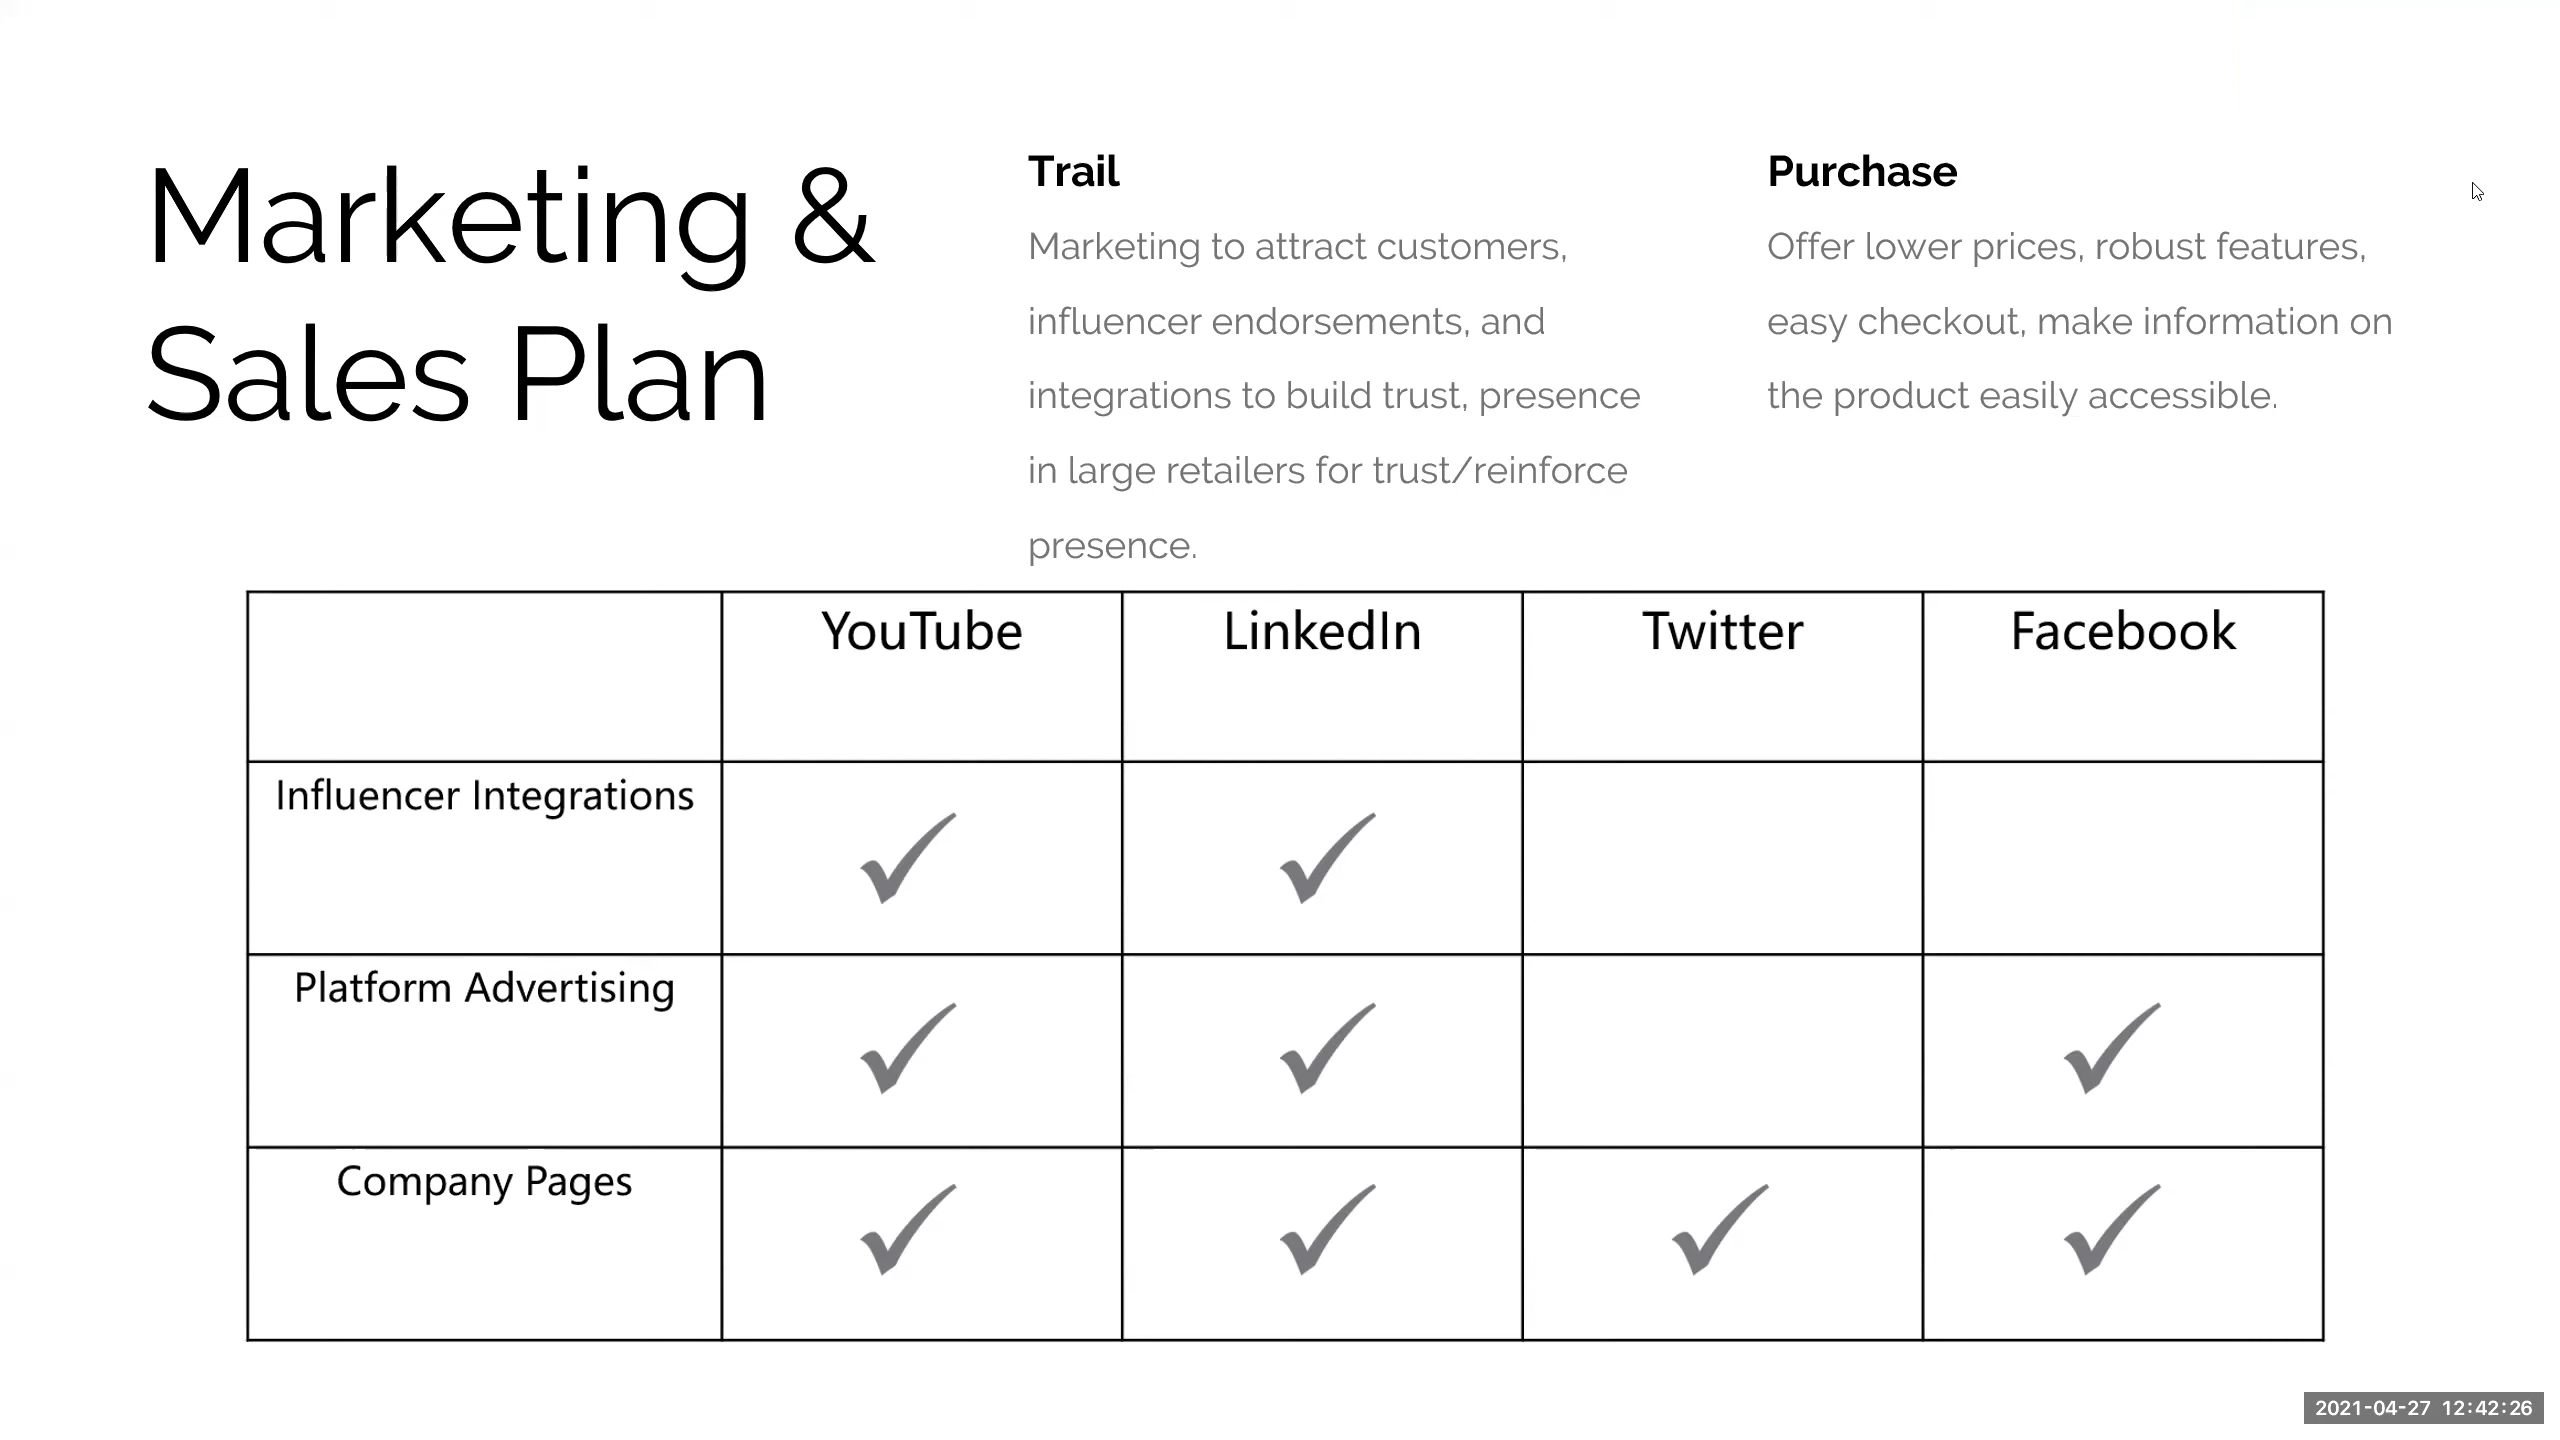 Marketing &
Sales Plan
Trail
Marketing to attract customers,
influencer endorsements, and
integrations to build trust, presence
in large retailers for trust/reinforce
presence.
Purchase
Offer lower prices, robust features,
easy checkout, make information on
the product easily accessible.
YouTube LinkedIn Twitter Facebook
Influencer Integrations ✓ ✓
Platform Advertising ✓ ✓ ✓
Company Pages ✓ ✓ ✓ ✓
2021-04-27 12:42:26